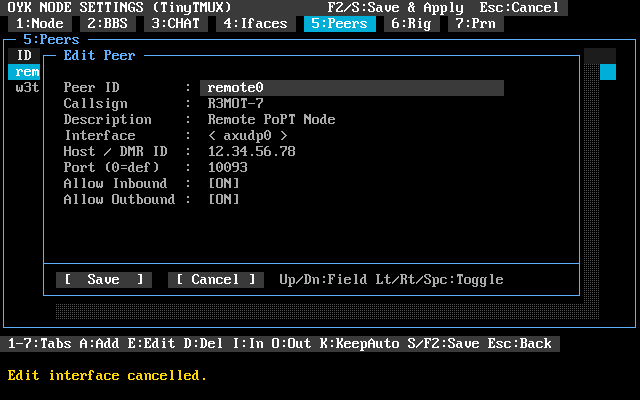 OYK NODE SETTINGS (TinyTMUX) F2/S:Save & Apply Esc:Cancel
1:Node 2:BBS 3:CHAT 4:Ifaces 5:Peers 6:Rig 7:Prn
5:Peers
ID
Edit Peer
rem
w3t
Peer ID : remote0
Callsign : R3MOT-7
Description : Remote PoPT Node
Interface : < axudp0 >
Host / DMR ID : 12.34.56.78
Port (0=def) : 10093
Allow Inbound : [ON]
Allow Outbound : [ON]
[ Save ] [ Cancel ] Up/Dn:Field Lt/Rt/Spc:Toggle
1-7:Tabs A:Add E:Edit D:Del I:In O:Out K:KeepAuto S/F2:Save Esc:Back
Edit interface cancelled.